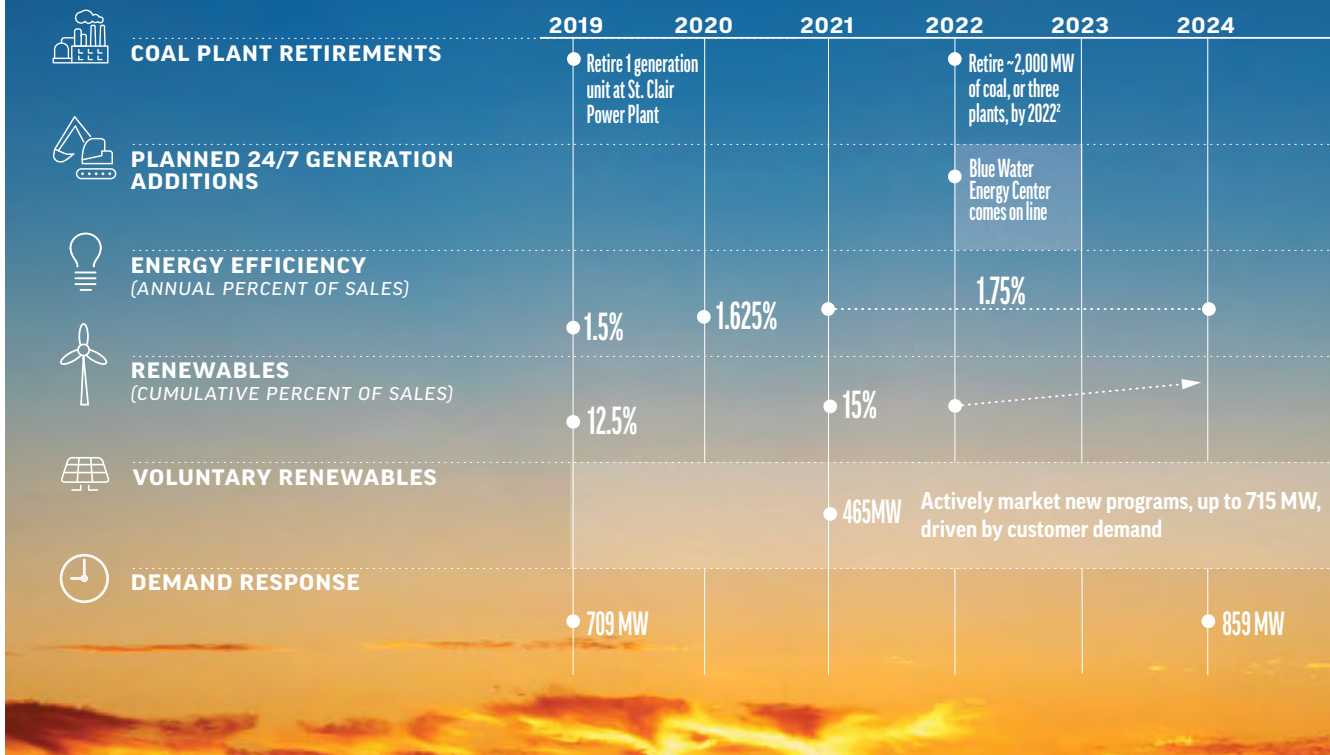 2019 2020 2021 2022 2023 2024
COAL PLANT RETIREMENTS
Retire 1 generation
unit at St. Clair
Power Plant
Retire ~2,000 MW
of coal, or three
plants, by 2022²
PLANNED 24/7 GENERATION
ADDITIONS
Blue Water
Energy Center
comes on line
ENERGY EFFICIENCY
(ANNUAL PERCENT OF SALES)
1.5%
1.625%
1.75%
RENEWABLES
(CUMULATIVE PERCENT OF SALES)
12.5%
15%
VOLUNTARY RENEWABLES
465MW
Actively market new programs, up to 715 MW,
driven by customer demand
DEMAND RESPONSE
709 MW
859 MW